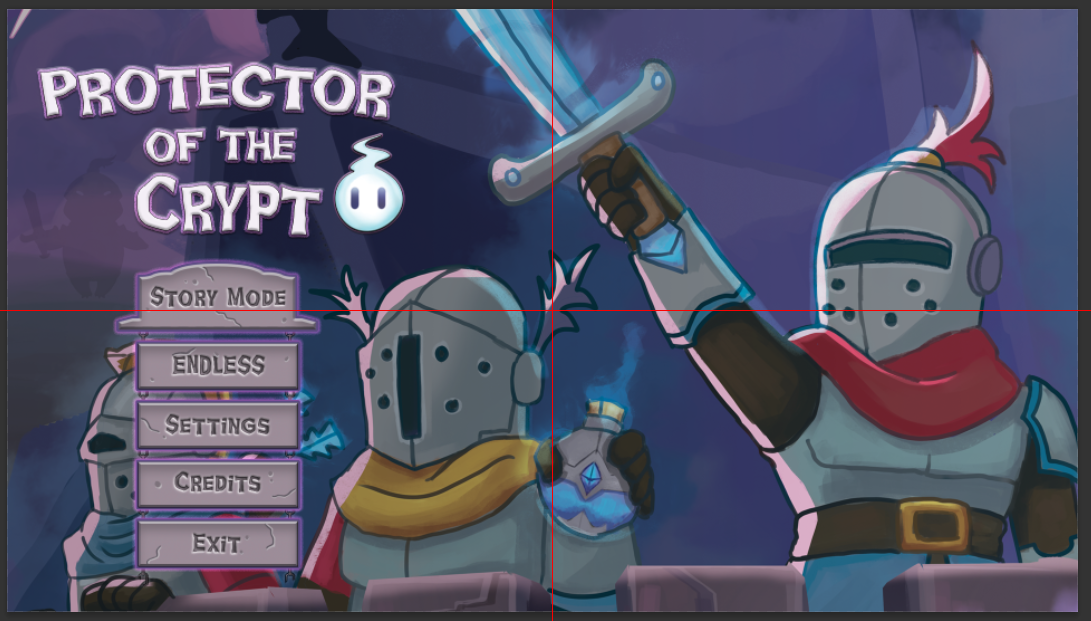 PROTECTOR
OF THE
CRYPT
STORY MODE
ENDLESS
SETTINGS
CREDITS
EXIT